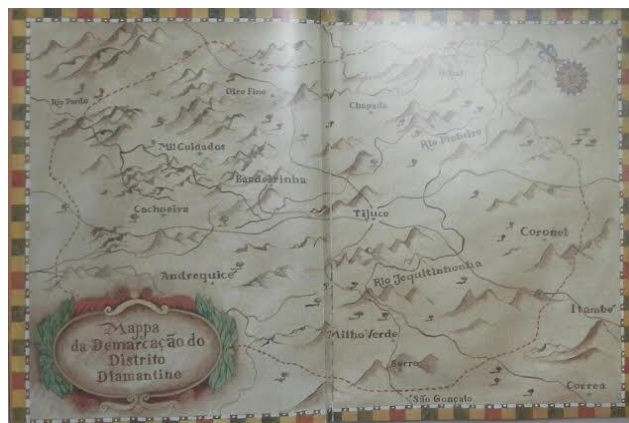 Rio Pardo
Ouro Fino
Chapada
Rio Pinheiro
Mil Cuidados
Bandeirinha
Cachoeira
Tijuco
Coronel
Andrequicé
Rio Jequitinhonha
Itambé
Mappa
da Demarcação do
Distrito
Diamantino
Milho Verde
Serro
Correa
São Gonçalo